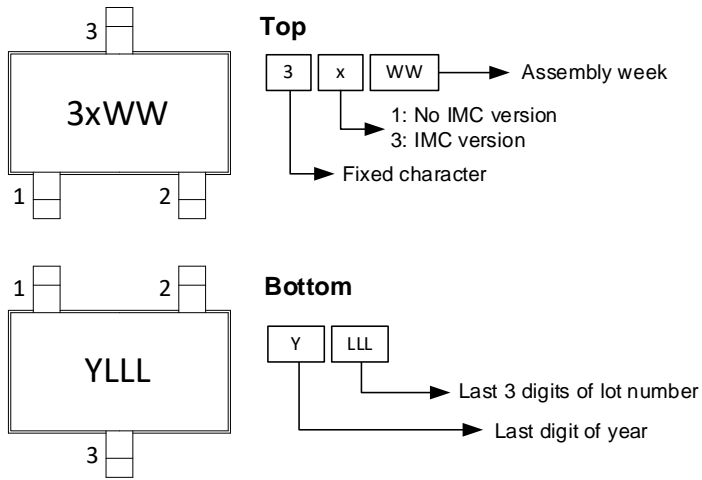 3
Top
3 x WW
Assembly week
3xWW
1: No IMC version
3: IMC version
Fixed character
1 2
1 2
Bottom
Y LLL
YLLL
Last 3 digits of lot number
Last digit of year
3